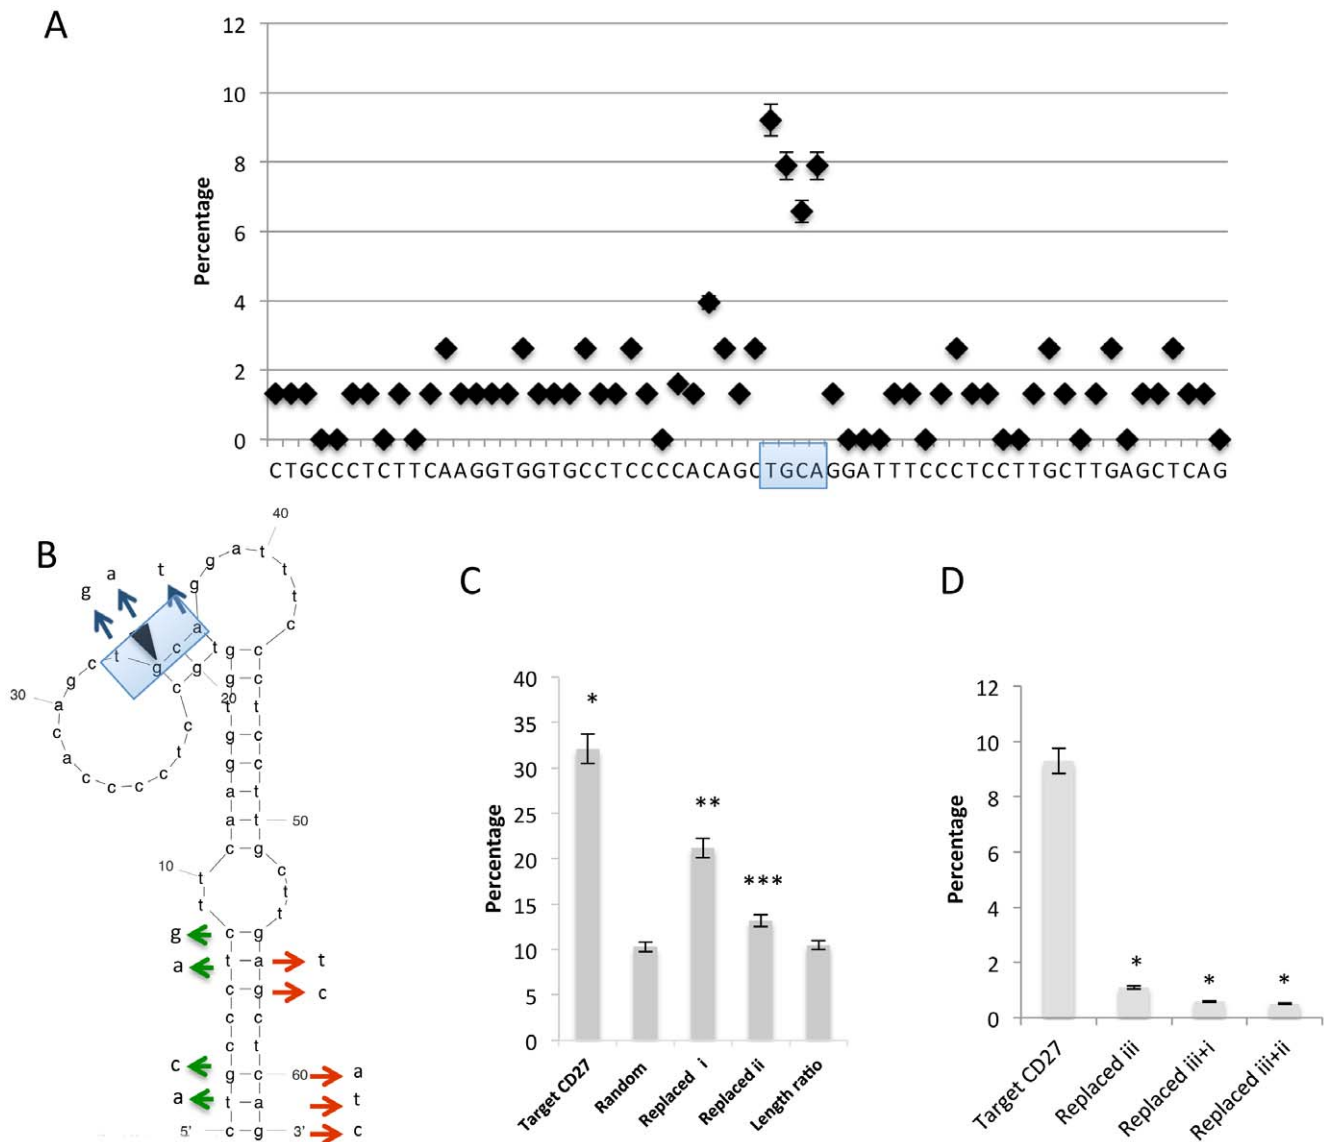 A
12
10
8
6
4
2
0
Percentage
CTGCCCTCTTCAAGGTGGTGCCTCCCCACAGCTGCAGGATTTCCCTCCTTGCTTGAGCTCAG
B
40
g a t
g g a t t t c
c t g c a
g
a
30
a
c
a
c c c c t c c
g
20
t
g c
g c
t t
g c
g c
a t
a t 50
c g
10
t c
t t
t
g c g
a t a t
c g c
c c
c t
c g c 60 a
a t a t
5' c g 3' c
C
40
35
30
25
20
15
10
5
0
Percentage
*
**
***
Target CD27
Random
Replaced i
Replaced ii
Length ratio
D
12
10
8
6
4
2
0
Percentage
*
*
*
Target CD27
Replaced iii
Replaced iii+i
Replaced iii+ii